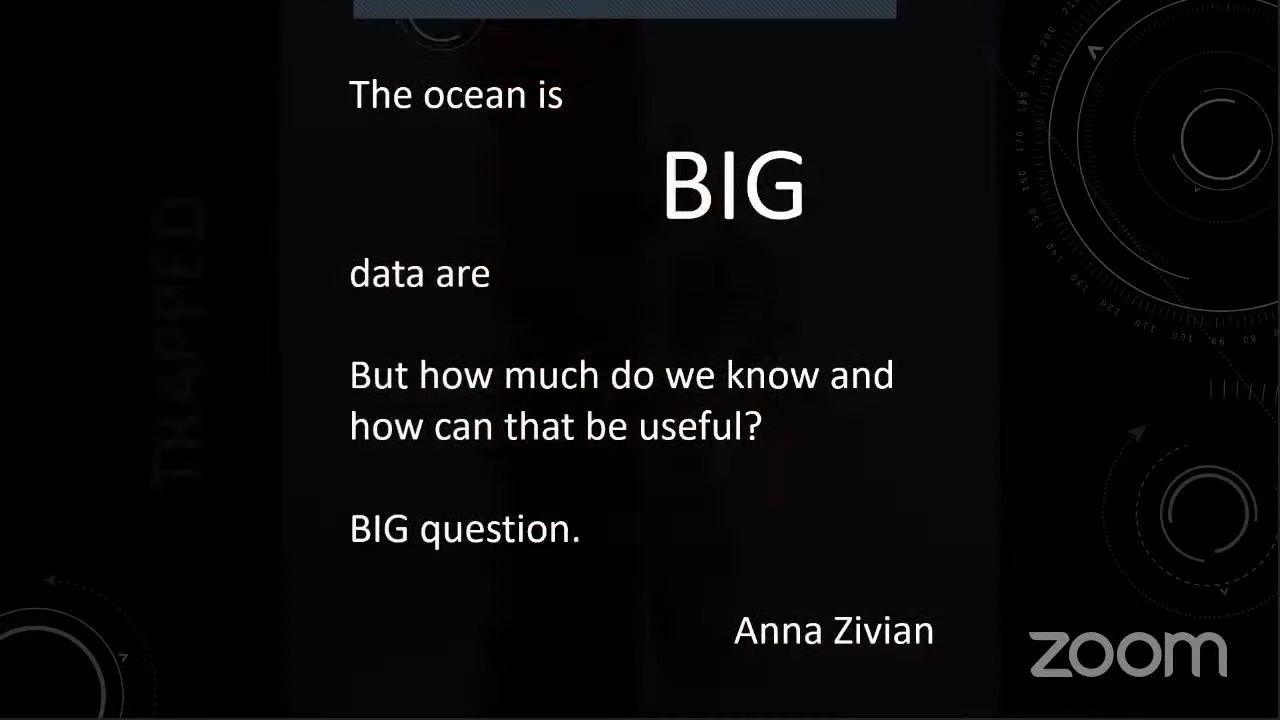 The ocean is
BIG
data are
But how much do we know and
how can that be useful?
BIG question.
Anna Zivian
zoom
TRAPPED